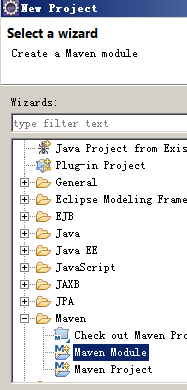 New Project
Select a wizard
Create a Maven module
Wizards:
type filter text
Java Project from Exis
Plug-in Project
General
Eclipse Modeling Frame
EJB
Java
Java EE
JavaScript
JAXB
JPA
Maven
Check out Maven Pro
Maven Module
Maven Project